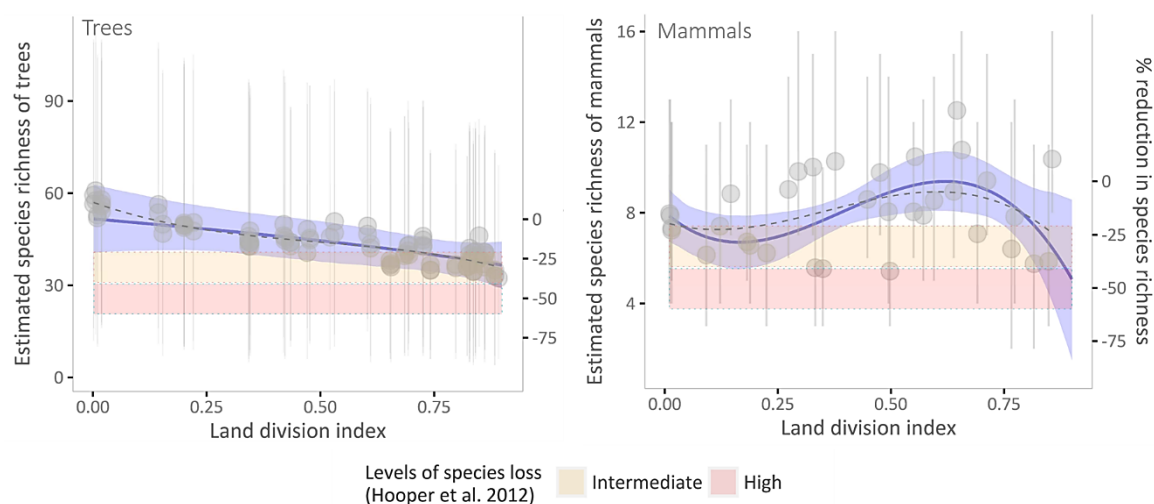 Trees
Estimated species richness of trees
90
60
30
0
0
-25
-50
-75
0.00 0.25 0.50 0.75
Land division index
Mammals
Estimated species richness of mammals
16
12
8
4
0
-25
-50
-75
% reduction in species richness
0.00 0.25 0.50 0.75
Land division index
Levels of species loss
(Hooper et al. 2012)
Intermediate
High